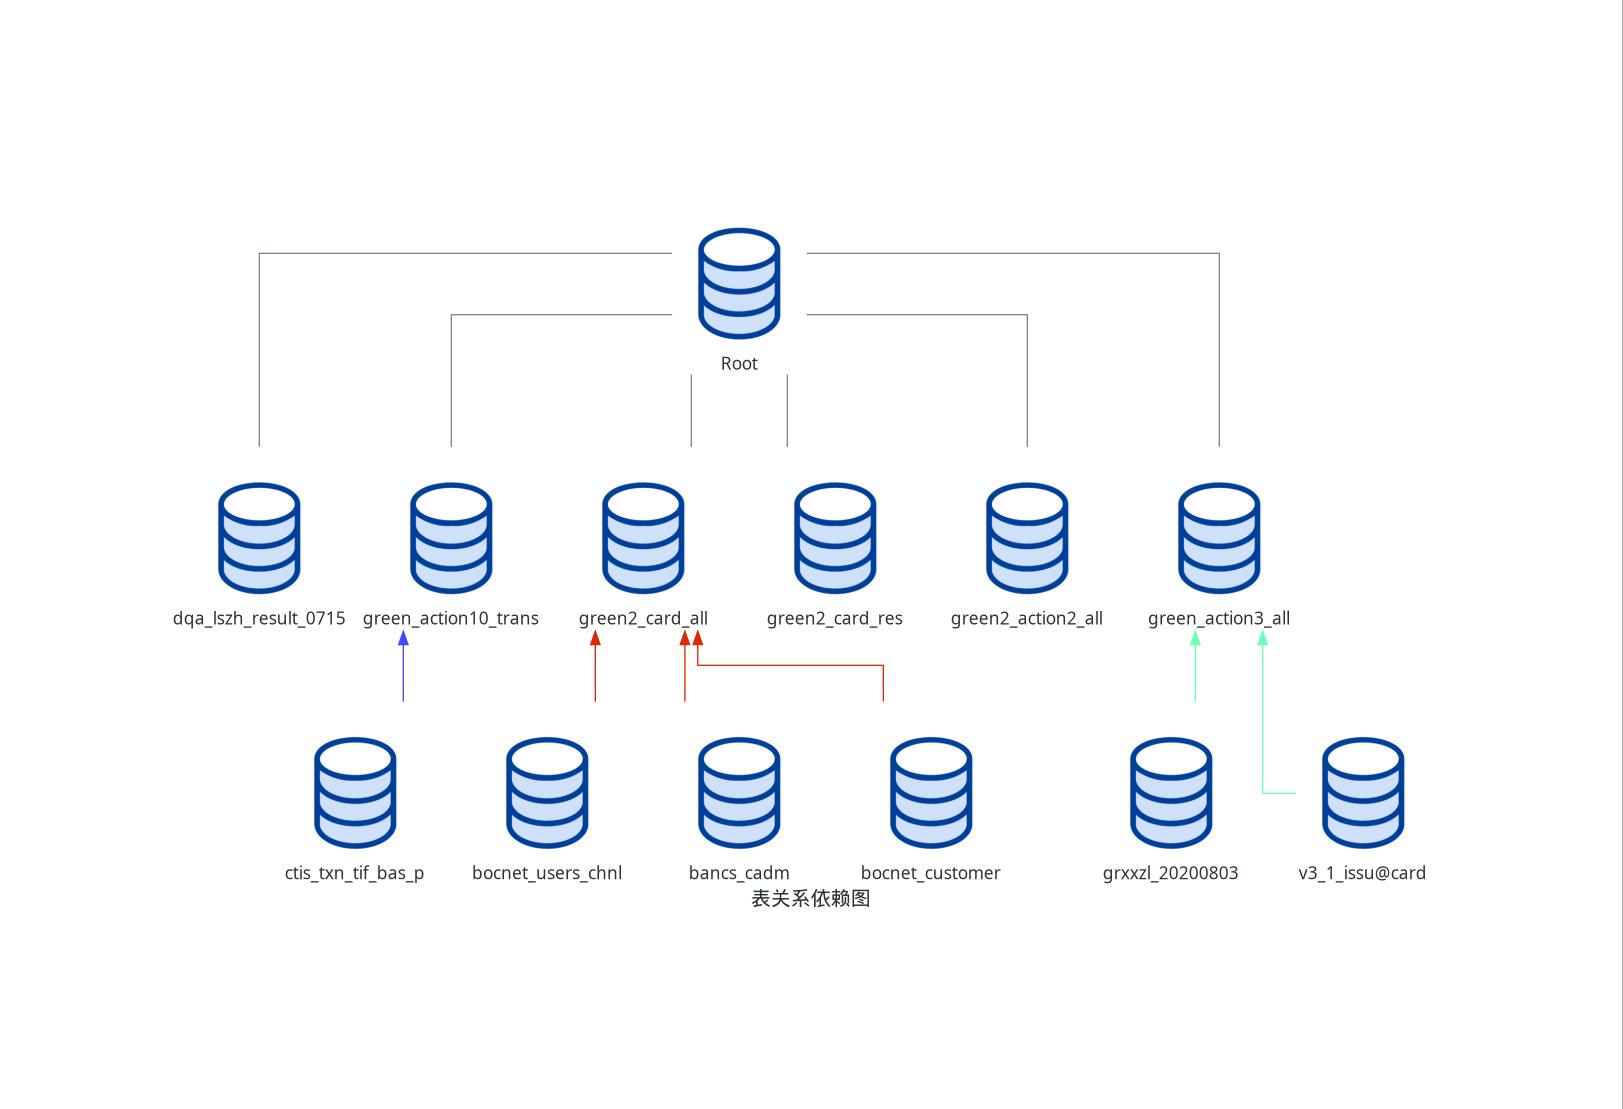 Root
dqa_lszh_result_0715 green_action10_trans green2_card_all green2_card_res green2_action2_all green_action3_all
ctis_txn_tif_bas_p bocnet_users_chnl bancs_cadm bocnet_customer grxxzl_20200803 v3_1_issu@card
表关系依赖图